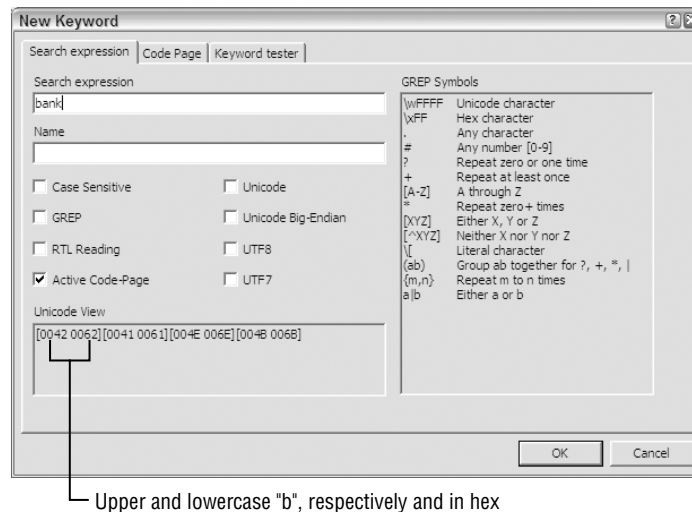 New Keyword
Search expression Code Page Keyword tester
Search expression
bank
Name
Case Sensitive Unicode
GREP Unicode Big-Endian
RTL Reading UTF8
Active Code-Page UTF7
Unicode View
[0042 0062][0041 0061][004E 006E][004B 006B]
GREP Symbols
\wFFFF Unicode character
\xFF Hex character
. Any character
# Any number [0-9]
? Repeat zero or one time
+ Repeat at least once
[A-Z] A through Z
* Repeat zero+ times
[XYZ] Either X, Y or Z
[^XYZ] Neither X nor Y nor Z
\[ Literal character
(ab) Group ab together for ?, +, *, |
{m,n} Repeat m to n times
a|b Either a or b
OK Cancel
Upper and lowercase "b", respectively and in hex